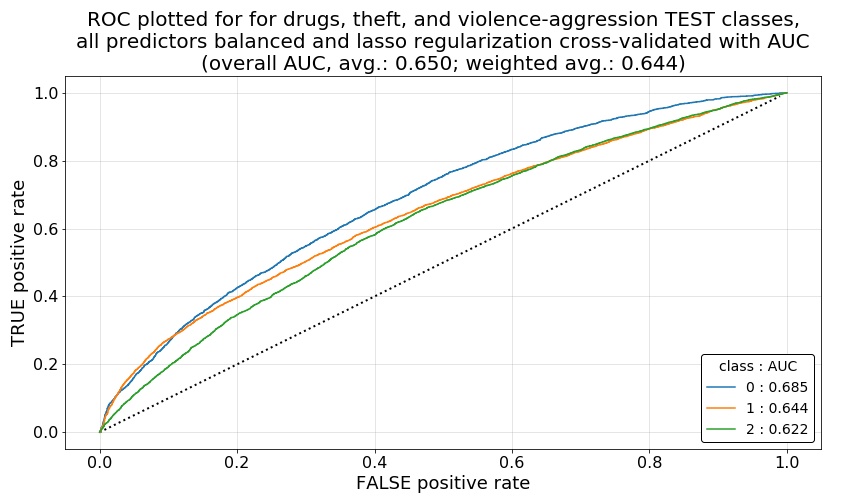 ROC plotted for for drugs, theft, and violence-aggression TEST classes,
all predictors balanced and lasso regularization cross-validated with AUC
(overall AUC, avg.: 0.650; weighted avg.: 0.644)
1.0
0.8
0.6
0.4
0.2
0.0
TRUE positive rate
class : AUC
0 : 0.685
1 : 0.644
2 : 0.622
0.0
0.2
0.4
0.6
0.8
1.0
FALSE positive rate